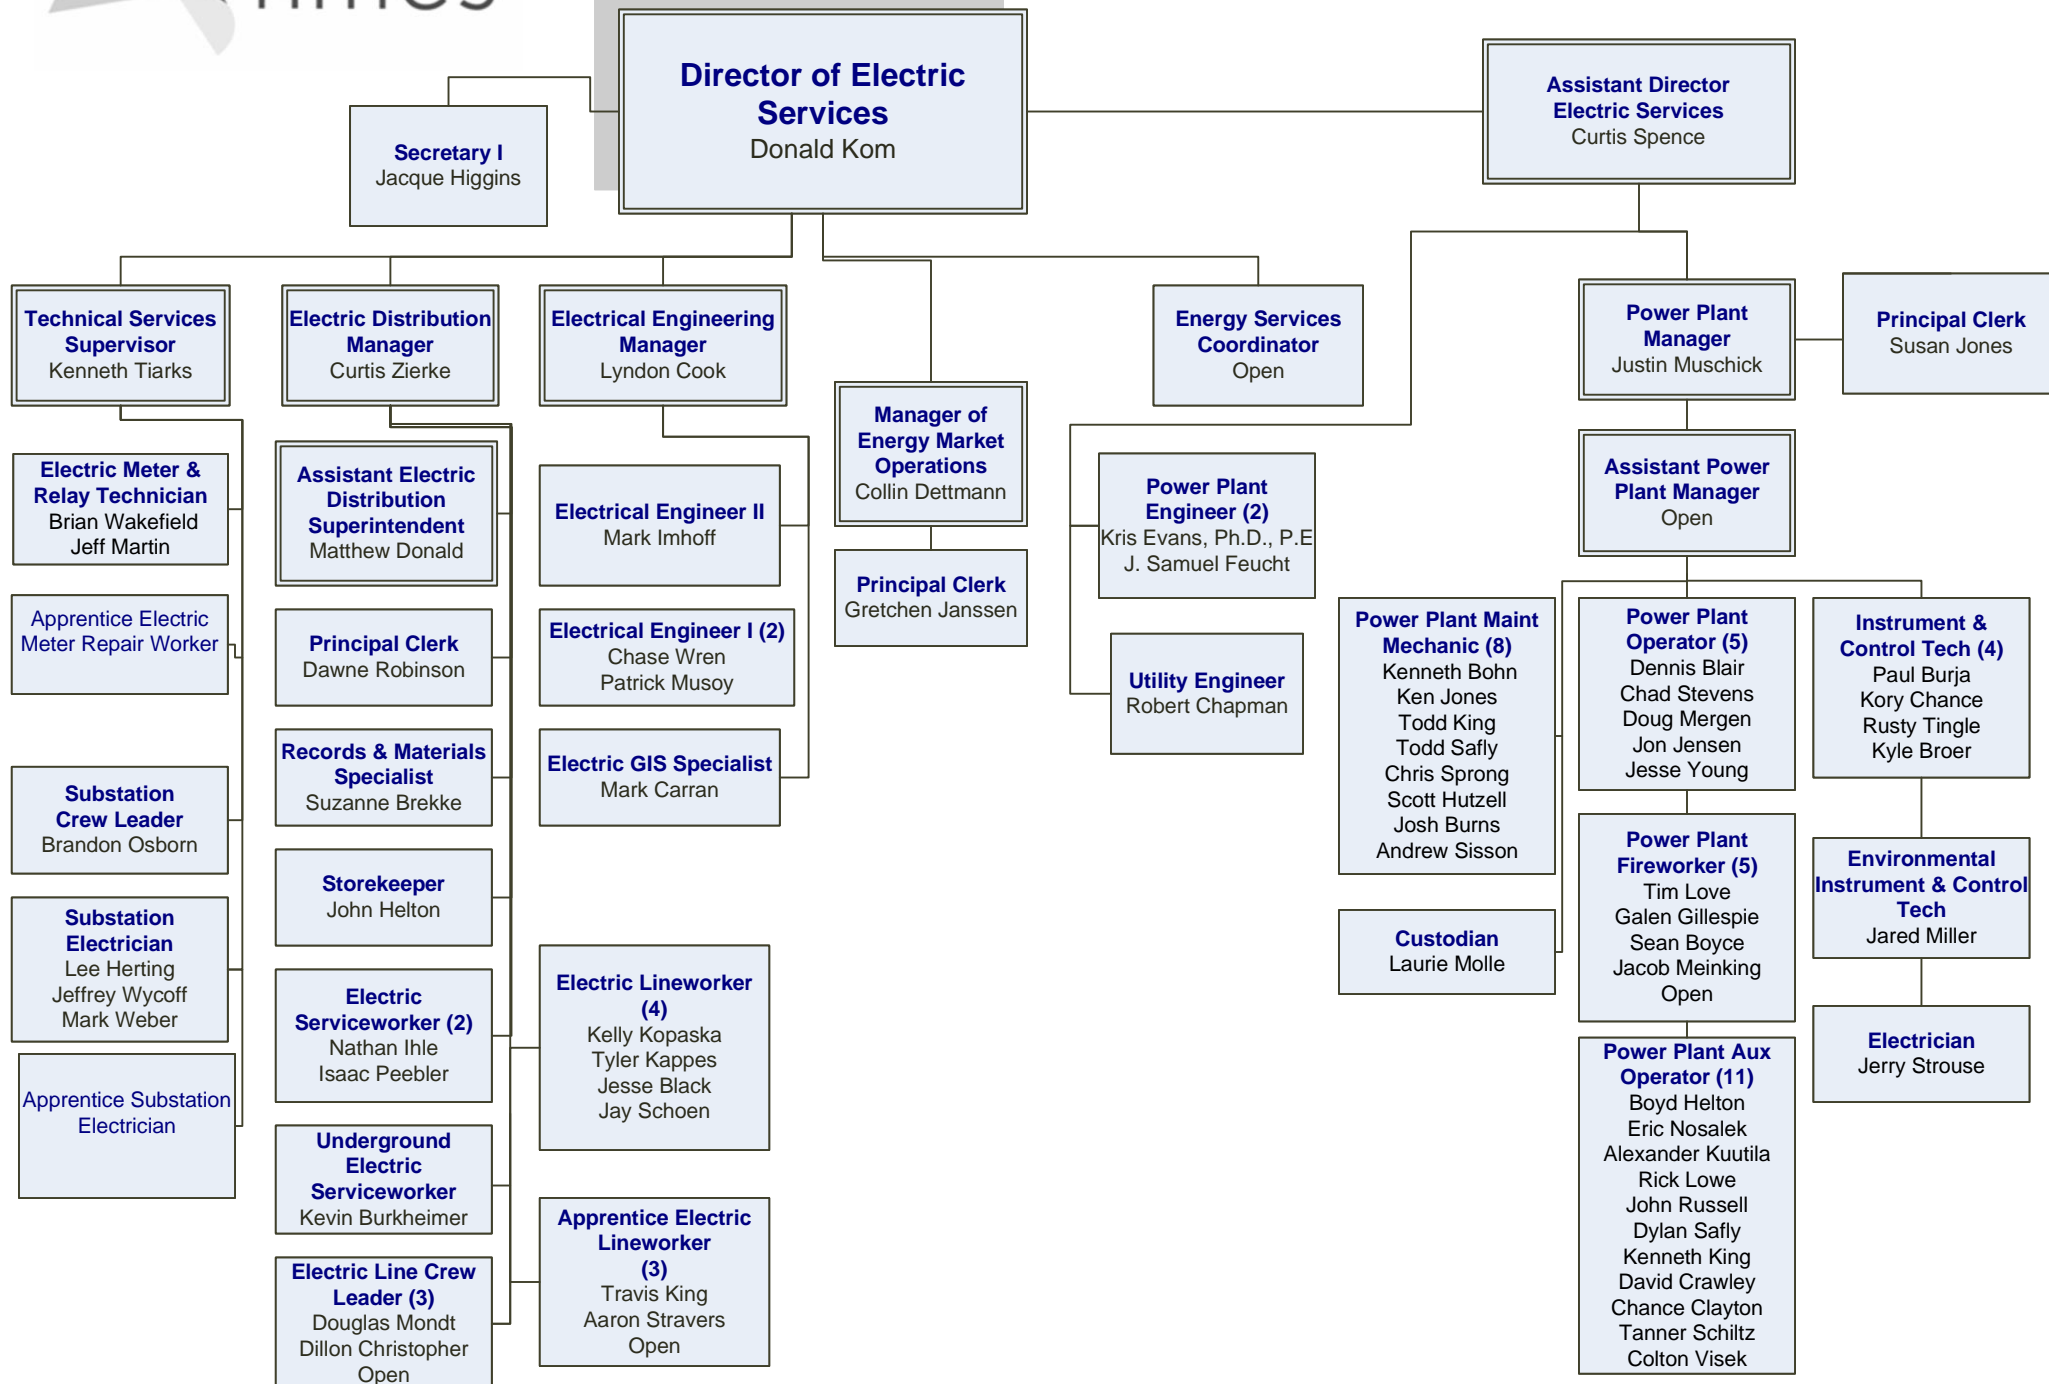 Director of Electric
Services
Donald Kom
Assistant Director
Electric Services
Curtis Spence
Secretary I
Jacque Higgins
Technical Services
Supervisor
Kenneth Tiarks
Electric Distribution
Manager
Curtis Zierke
Electrical Engineering
Manager
Lyndon Cook
Manager of
Energy Market
Operations
Collin Dettmann
Energy Services
Coordinator
Open
Power Plant
Manager
Justin Muschick
Principal Clerk
Susan Jones
Electric Meter &
Relay Technician
Brian Wakefield
Jeff Martin
Apprentice Electric
Meter Repair Worker
Substation
Crew Leader
Brandon Osborn
Substation
Electrician
Lee Herting
Jeffrey Wycoff
Mark Weber
Apprentice Substation
Electrician
Assistant Electric
Distribution
Superintendent
Matthew Donald
Principal Clerk
Dawne Robinson
Records & Materials
Specialist
Suzanne Brekke
Storekeeper
John Helton
Electric
Serviceworker (2)
Nathan Ihle
Isaac Peebler
Underground
Electric
Serviceworker
Kevin Burkheimer
Electric Line Crew
Leader (3)
Douglas Mondt
Dillon Christopher
Open
Electrical Engineer II
Mark Imhoff
Electrical Engineer I (2)
Chase Wren
Patrick Musoy
Electric GIS Specialist
Mark Carran
Electric Lineworker
(4)
Kelly Kopaska
Tyler Kappes
Jesse Black
Jay Schoen
Apprentice Electric
Lineworker
(3)
Travis King
Aaron Stravers
Open
Principal Clerk
Gretchen Janssen
Power Plant
Engineer (2)
Kris Evans, Ph.D., P.E
J. Samuel Feucht
Utility Engineer
Robert Chapman
Assistant Power
Plant Manager
Open
Power Plant Maint
Mechanic (8)
Kenneth Bohn
Ken Jones
Todd King
Todd Safly
Chris Sprong
Scott Hutzell
Josh Burns
Andrew Sisson
Custodian
Laurie Molle
Power Plant
Operator (5)
Dennis Blair
Chad Stevens
Doug Mergen
Jon Jensen
Jesse Young
Power Plant
Fireworker (5)
Tim Love
Galen Gillespie
Sean Boyce
Jacob Meinking
Open
Power Plant Aux
Operator (11)
Boyd Helton
Eric Nosalek
Alexander Kuutila
Rick Lowe
John Russell
Dylan Safly
Kenneth King
David Crawley
Chance Clayton
Tanner Schiltz
Colton Visek
Instrument &
Control Tech (4)
Paul Burja
Kory Chance
Rusty Tingle
Kyle Broer
Environmental
Instrument & Control
Tech
Jared Miller
Electrician
Jerry Strouse